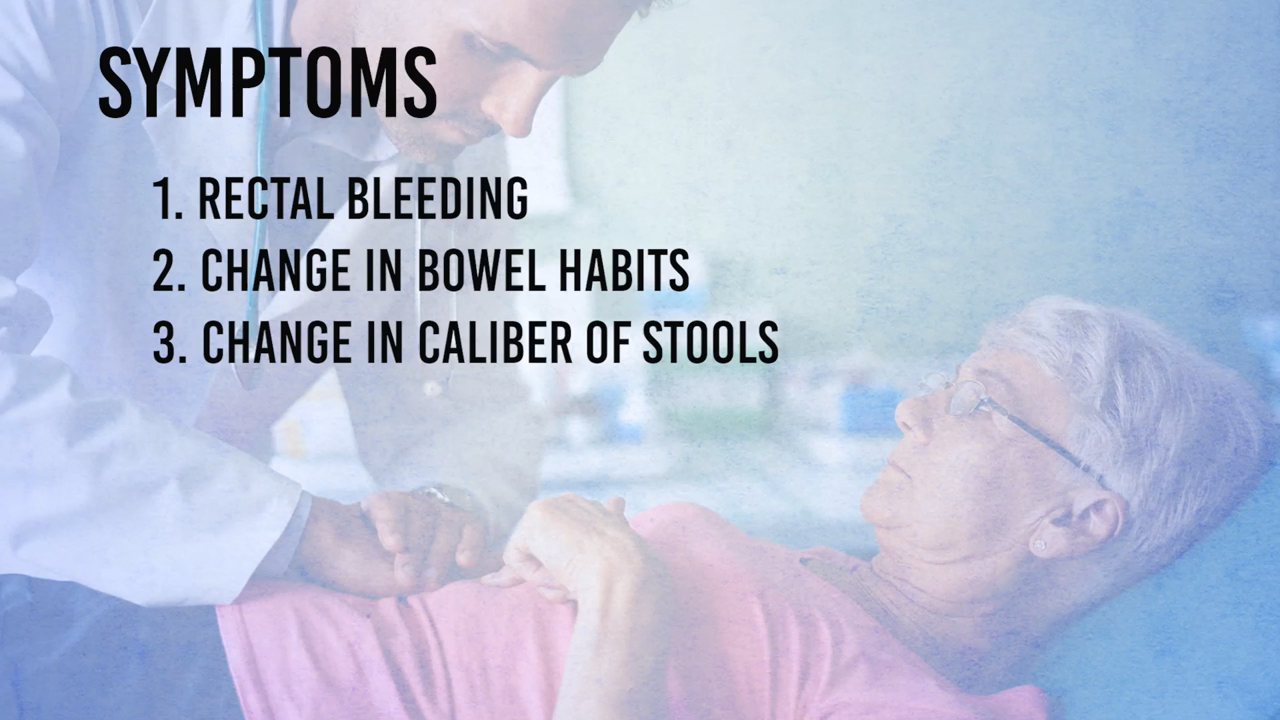 SYMPTOMS
1. RECTAL BLEEDING
2. CHANGE IN BOWEL HABITS
3. CHANGE IN CALIBER OF STOOLS